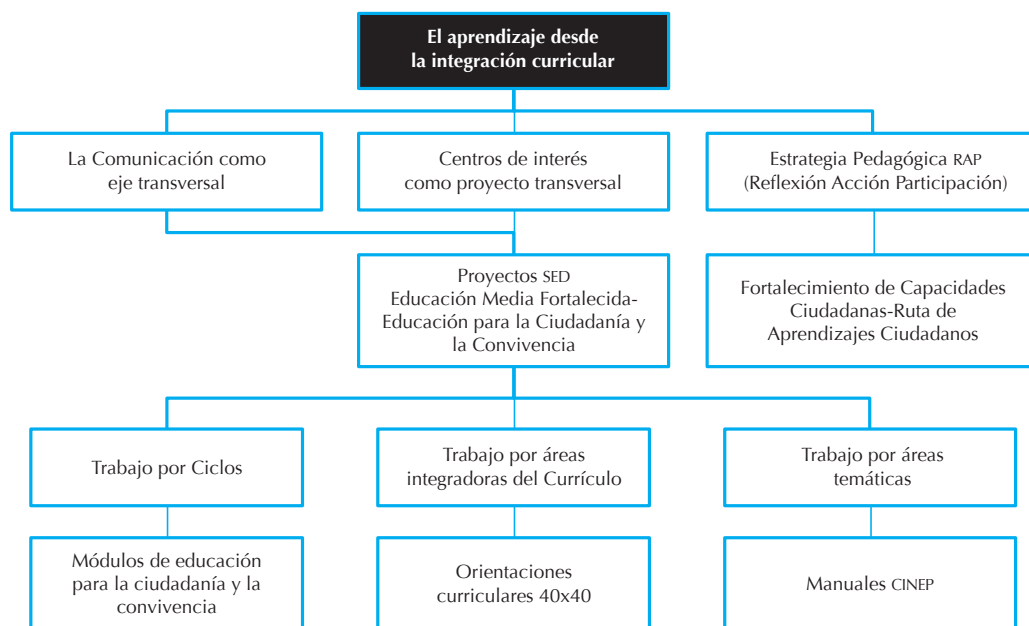 El aprendizaje desde
la integración curricular
La Comunicación como
eje transversal
Centros de interés
como proyecto transversal
Estrategia Pedagógica RAP
(Reflexión Acción Participación)
Proyectos SED
Educación Media Fortalecida-
Educación para la Ciudadanía y
la Convivencia
Fortalecimiento de Capacidades
Ciudadanas-Ruta de
Aprendizajes Ciudadanos
Trabajo por Ciclos
Trabajo por áreas
integradoras del Currículo
Trabajo por áreas
temáticas
Módulos de educación
para la ciudadanía y la
convivencia
Orientaciones
curriculares 40x40
Manuales CINEP